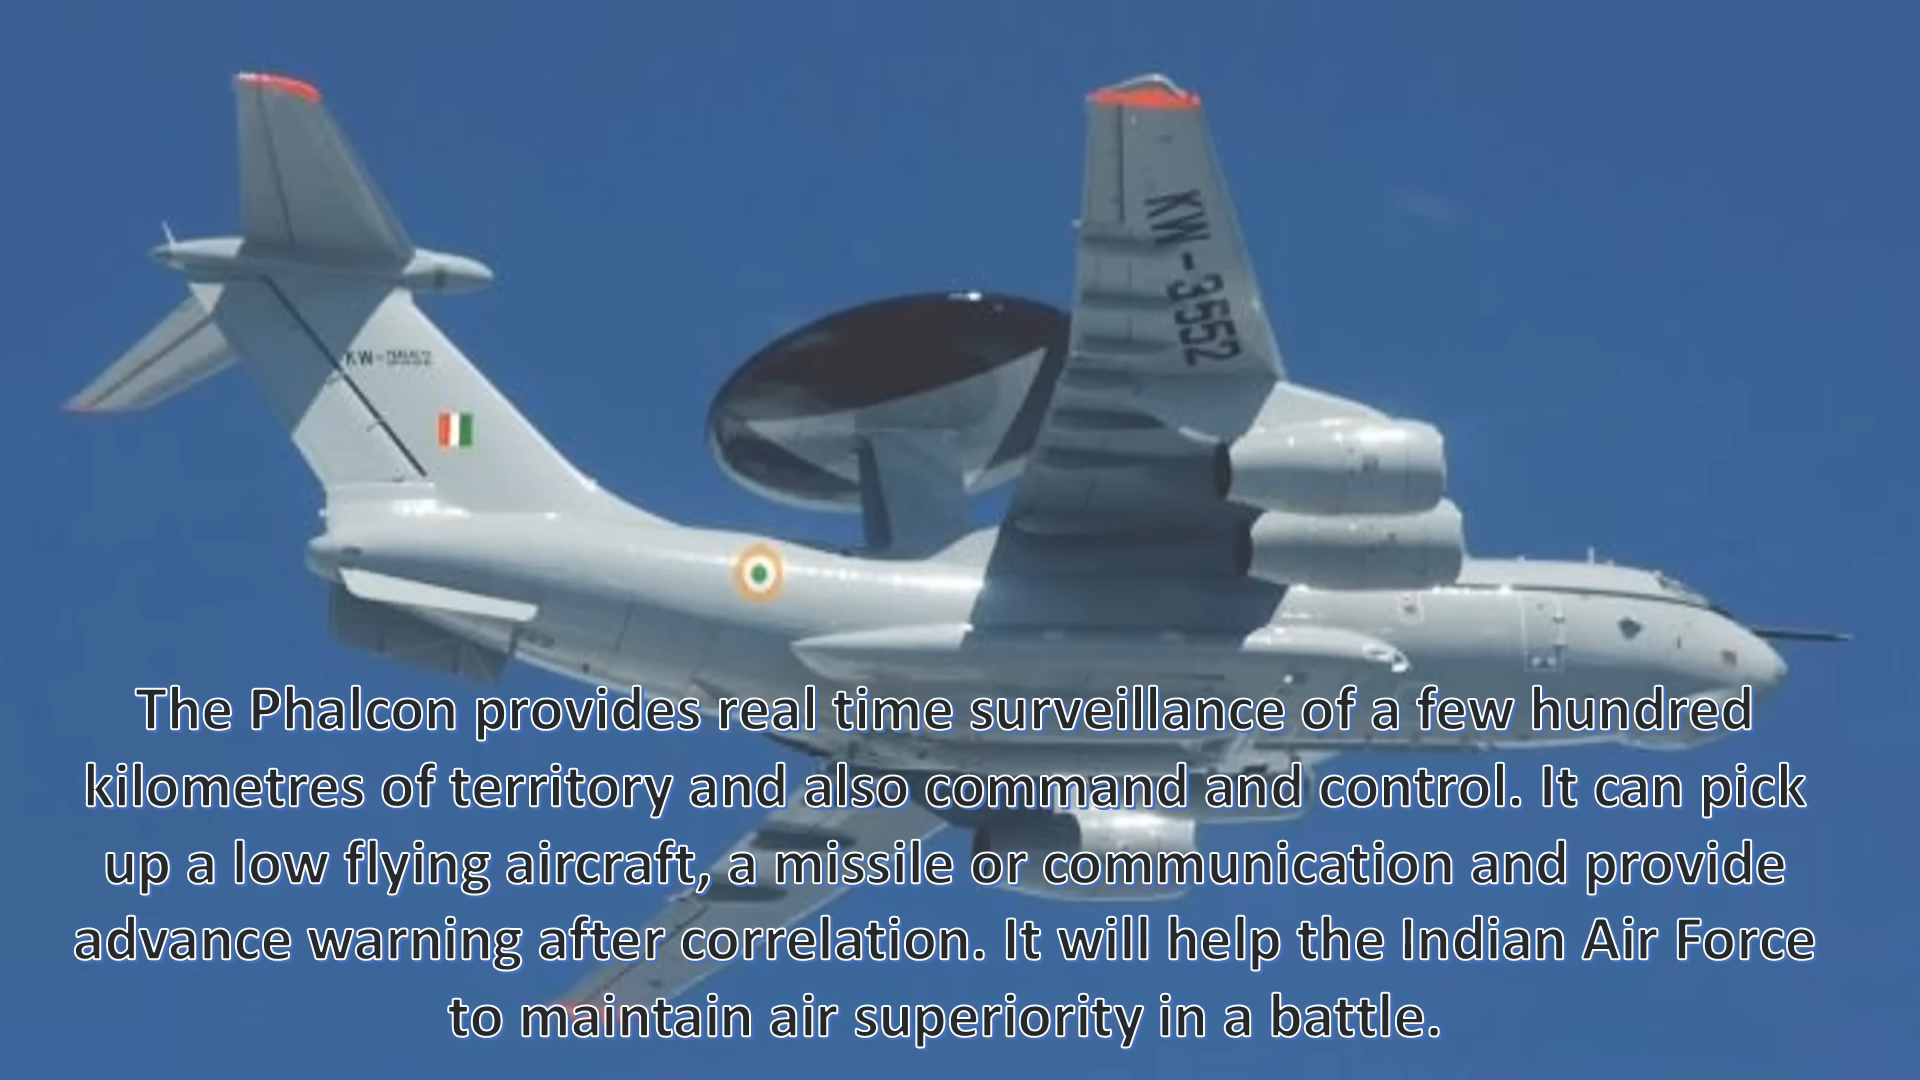 KW-3552
KW-3552
The Phalcon provides real time surveillance of a few hundred
kilometres of territory and also command and control. It can pick
up a low flying aircraft, a missile or communication and provide
advance warning after correlation. It will help the Indian Air Force
to maintain air superiority in a battle.